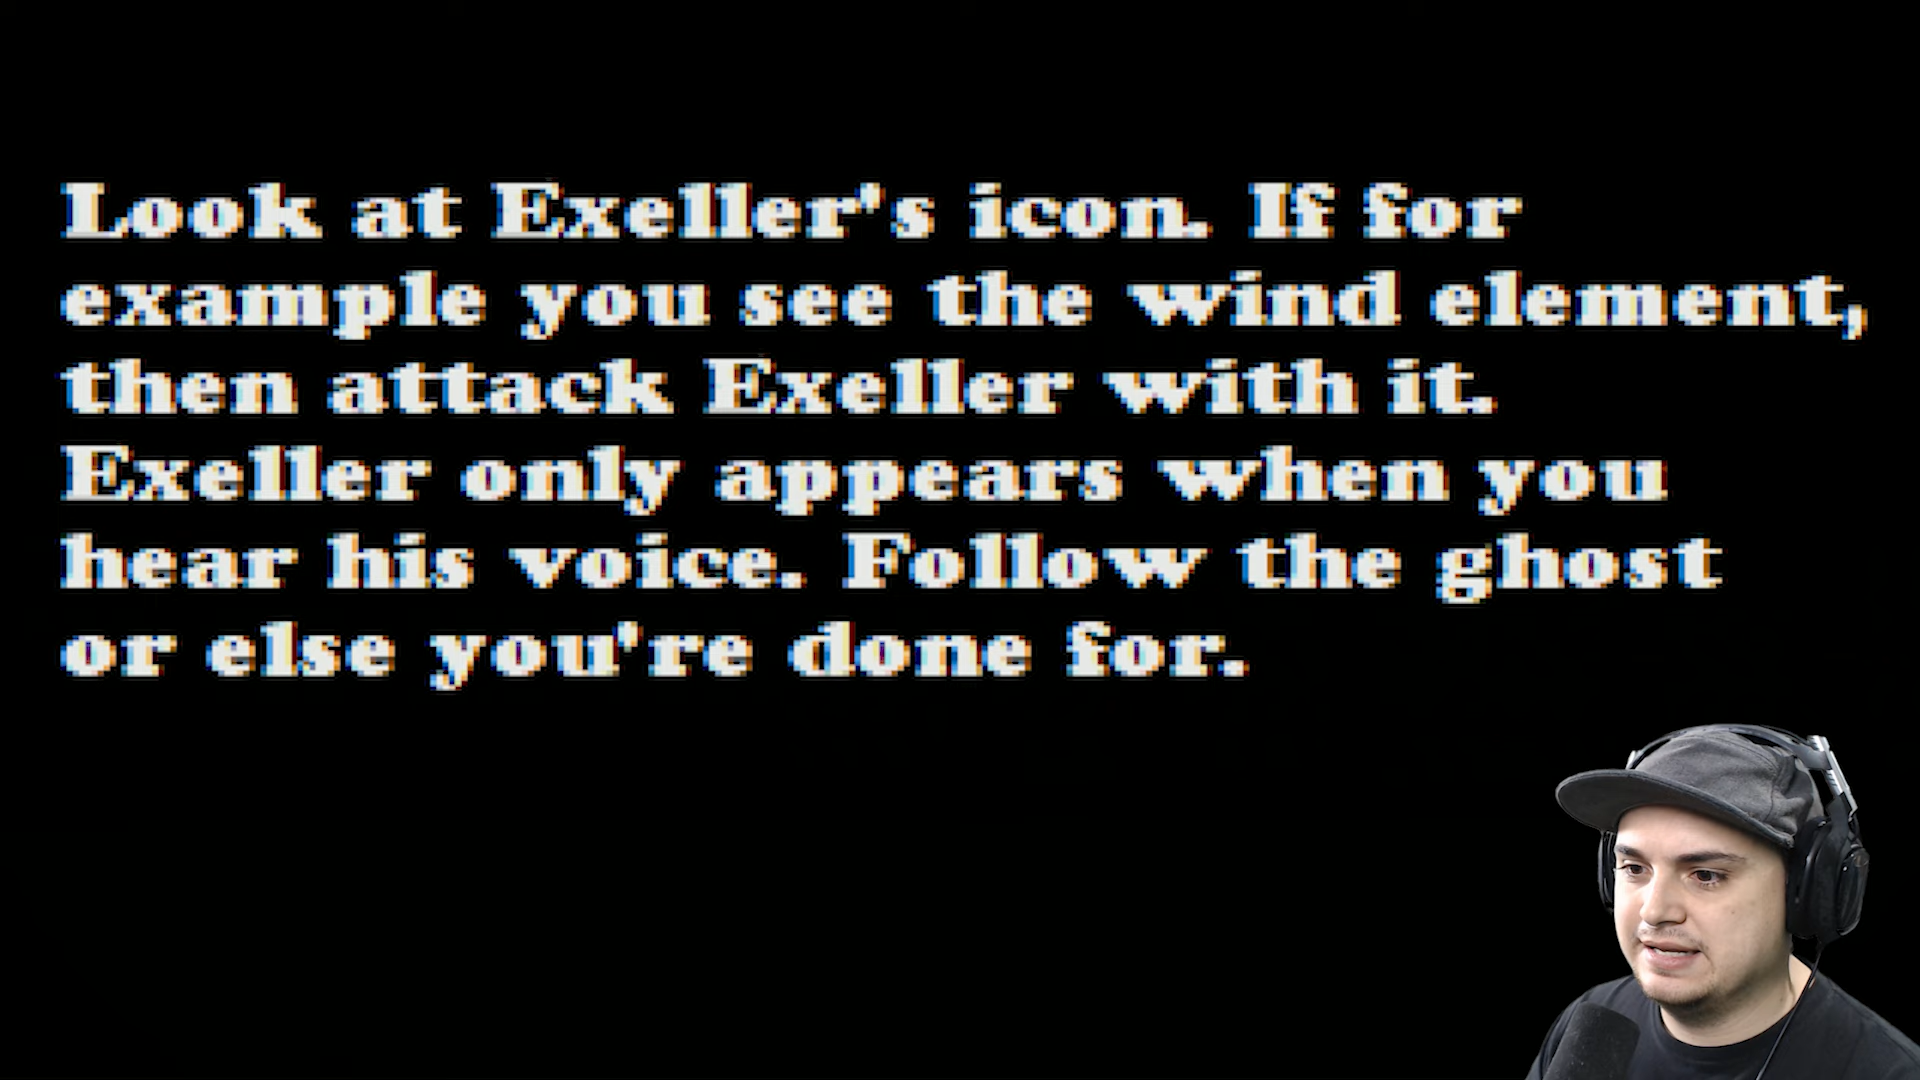 Look at Exeller's icon. If for
example you see the wind element,
then attack Exeller with it.
Exeller only appears when you
hear his voice. Follow the ghost
or else you're done for.